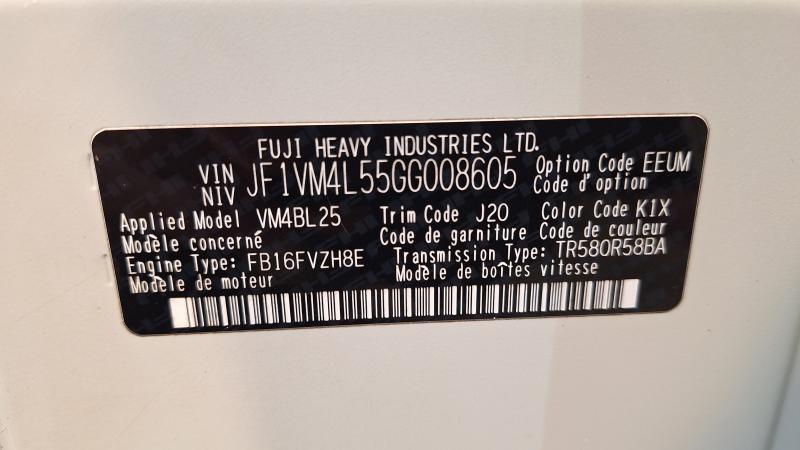 FUJI HEAVY INDUSTRIES LTD.
VIN
NIV JF1VM4L55GG008605 Option Code EEUM
Code d'option
Applied Model VM4BL25 Trim Code J20 Color Code K1X
Modèle concerné Code de garniture Code de couleur
Engine Type: FB16FVZH8E Transmission Type: TR580R58BA
Modèle de moteur Modèle de boîtes vitesse